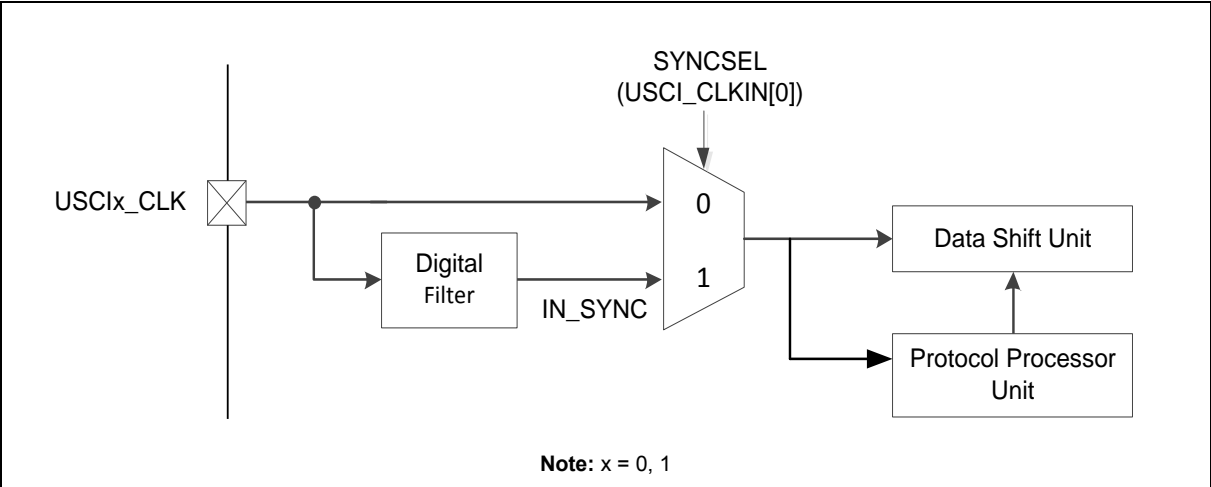 SYNCSEL
(USCI_CLKIN[0])
USCIx_CLK
0
Data Shift Unit
Digital
Filter
1
IN_SYNC
Protocol Processor
Unit
Note: x = 0, 1